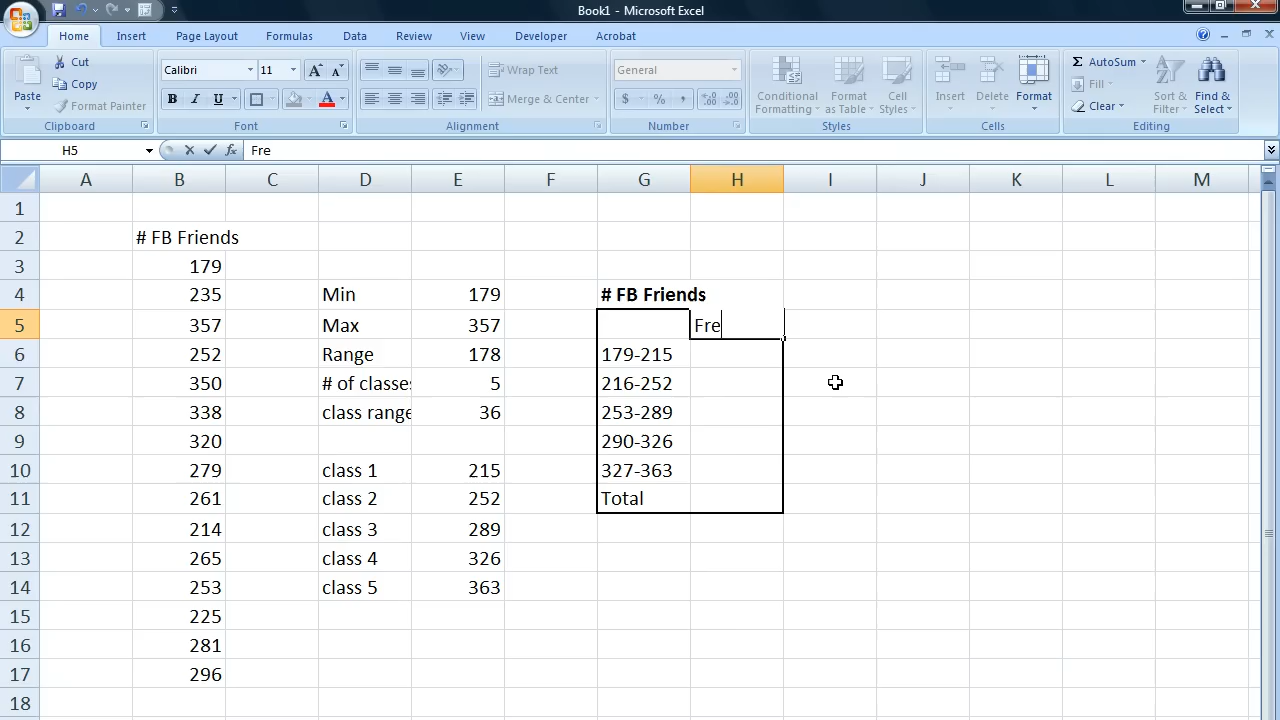 Book1 - Microsoft Excel
Home Insert Page Layout Formulas Data Review View Developer Acrobat
Paste
Cut
Copy
Format Painter
Clipboard
Calibri 11
B I U
Font
Wrap Text
Merge & Center
Alignment
General
$ % ,
Number
Conditional Formatting
Format as Table
Cell Styles
Styles
Insert Delete Format
Cells
Σ AutoSum
Fill
Clear
Sort & Filter
Find & Select
Editing
H5 fx Fre
A B C D E F G H I J K L M
1
2 # FB Friends
3 179
4 235 Min 179 # FB Friends
5 357 Max 357 Fre
6 252 Range 178 179-215
7 350 # of classes 5 216-252
8 338 class range 36 253-289
9 320 290-326
10 279 class 1 215 327-363
11 261 class 2 252 Total
12 214 class 3 289
13 265 class 4 326
14 253 class 5 363
15 225
16 281
17 296
18